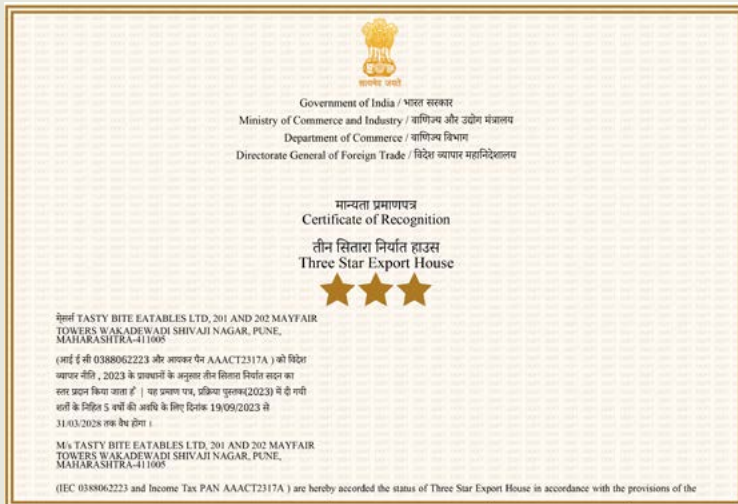 सत्यमेव जयते
Government of India / भारत सरकार
Ministry of Commerce and Industry / वाणिज्य और उद्योग मंत्रालय
Department of Commerce / वाणिज्य विभाग
Directorate General of Foreign Trade / विदेश व्यापार महानिदेशालय
मान्यता प्रमाणपत्र
Certificate of Recognition
तीन सितारा निर्यात हाउस
Three Star Export House
मेसर्स TASTY BITE EATABLES LTD, 201 AND 202 MAYFAIR
TOWERS WAKADEWADI SHIVAJI NAGAR, PUNE,
MAHARASHTRA-411005
(आई ई सी 0388062223 और आयकर पैन AAACT2317A ) को विदेश
व्यापार नीति , 2023 के प्रावधानों के अनुसार तीन सितारा निर्यात सदन का
स्तर प्रदान किया जाता है | यह प्रमाण पत्र, प्रक्रिया पुस्तक(2023) में दी गयी
शर्तो के निहित 5 वर्षो की अवधि के लिए दिनांक 19/09/2023 से
31/03/2028 तक वैध होगा ।
M/s TASTY BITE EATABLES LTD, 201 AND 202 MAYFAIR
TOWERS WAKADEWADI SHIVAJI NAGAR, PUNE,
MAHARASHTRA-411005
(IEC 0388062223 and Income Tax PAN AAACT2317A ) are hereby accorded the status of Three Star Export House in accordance with the provisions of the